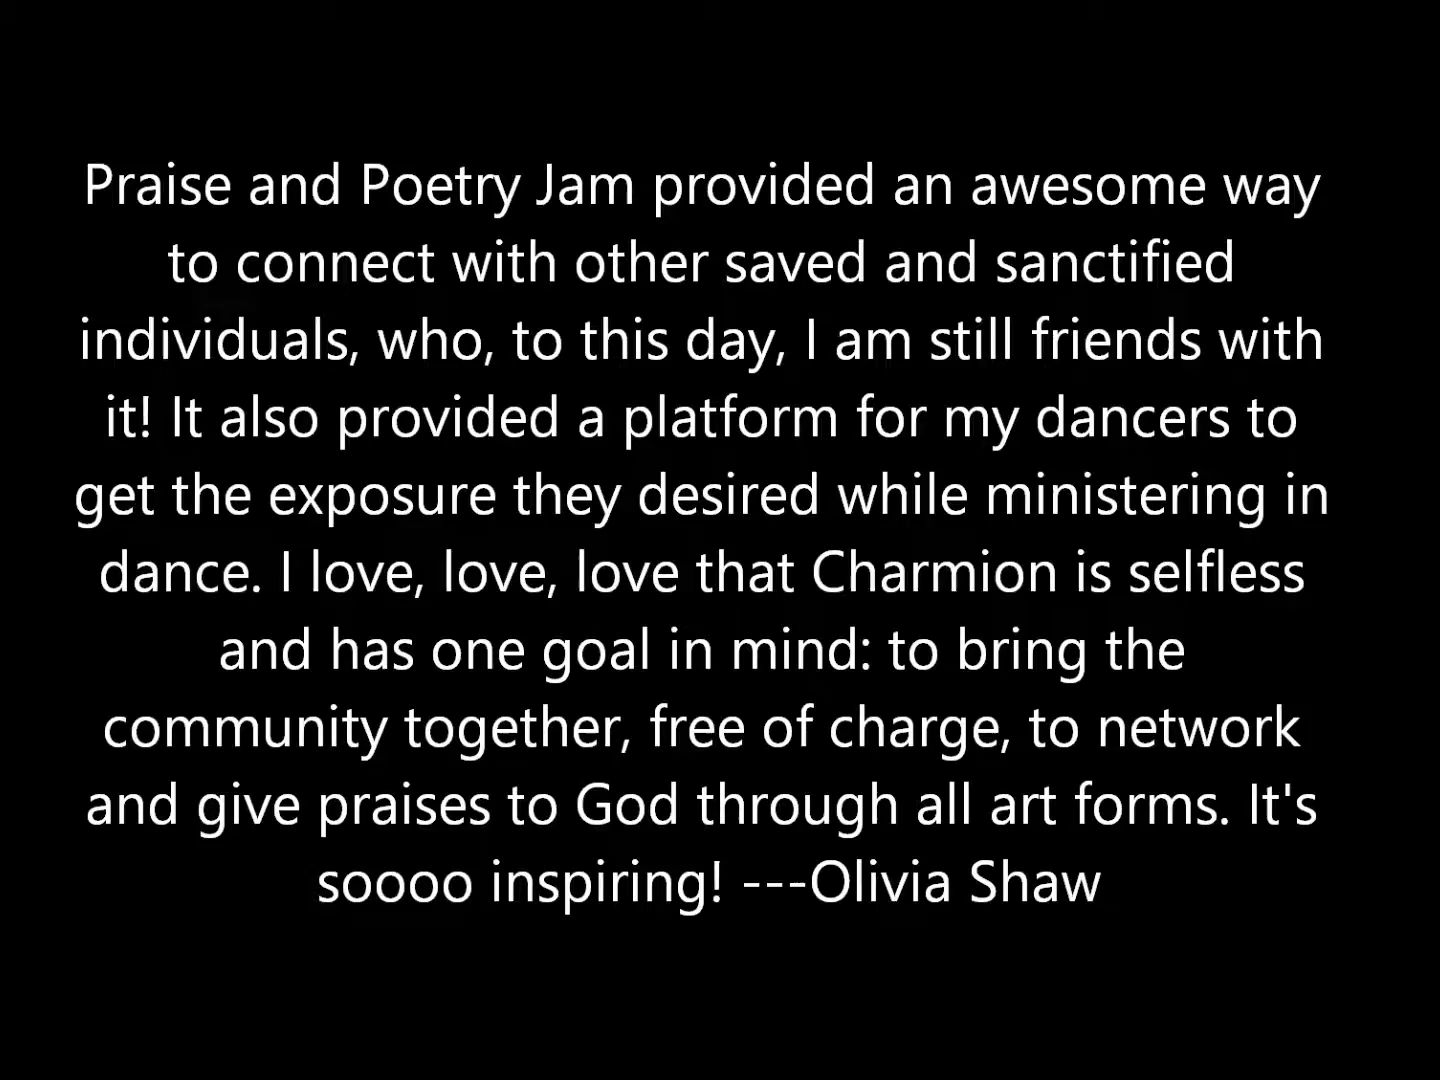 Praise and Poetry Jam provided an awesome way
to connect with other saved and sanctified
individuals, who, to this day, I am still friends with
it! It also provided a platform for my dancers to
get the exposure they desired while ministering in
dance. I love, love, love that Charmion is selfless
and has one goal in mind: to bring the
community together, free of charge, to network
and give praises to God through all art forms. It's
soooo inspiring! ---Olivia Shaw